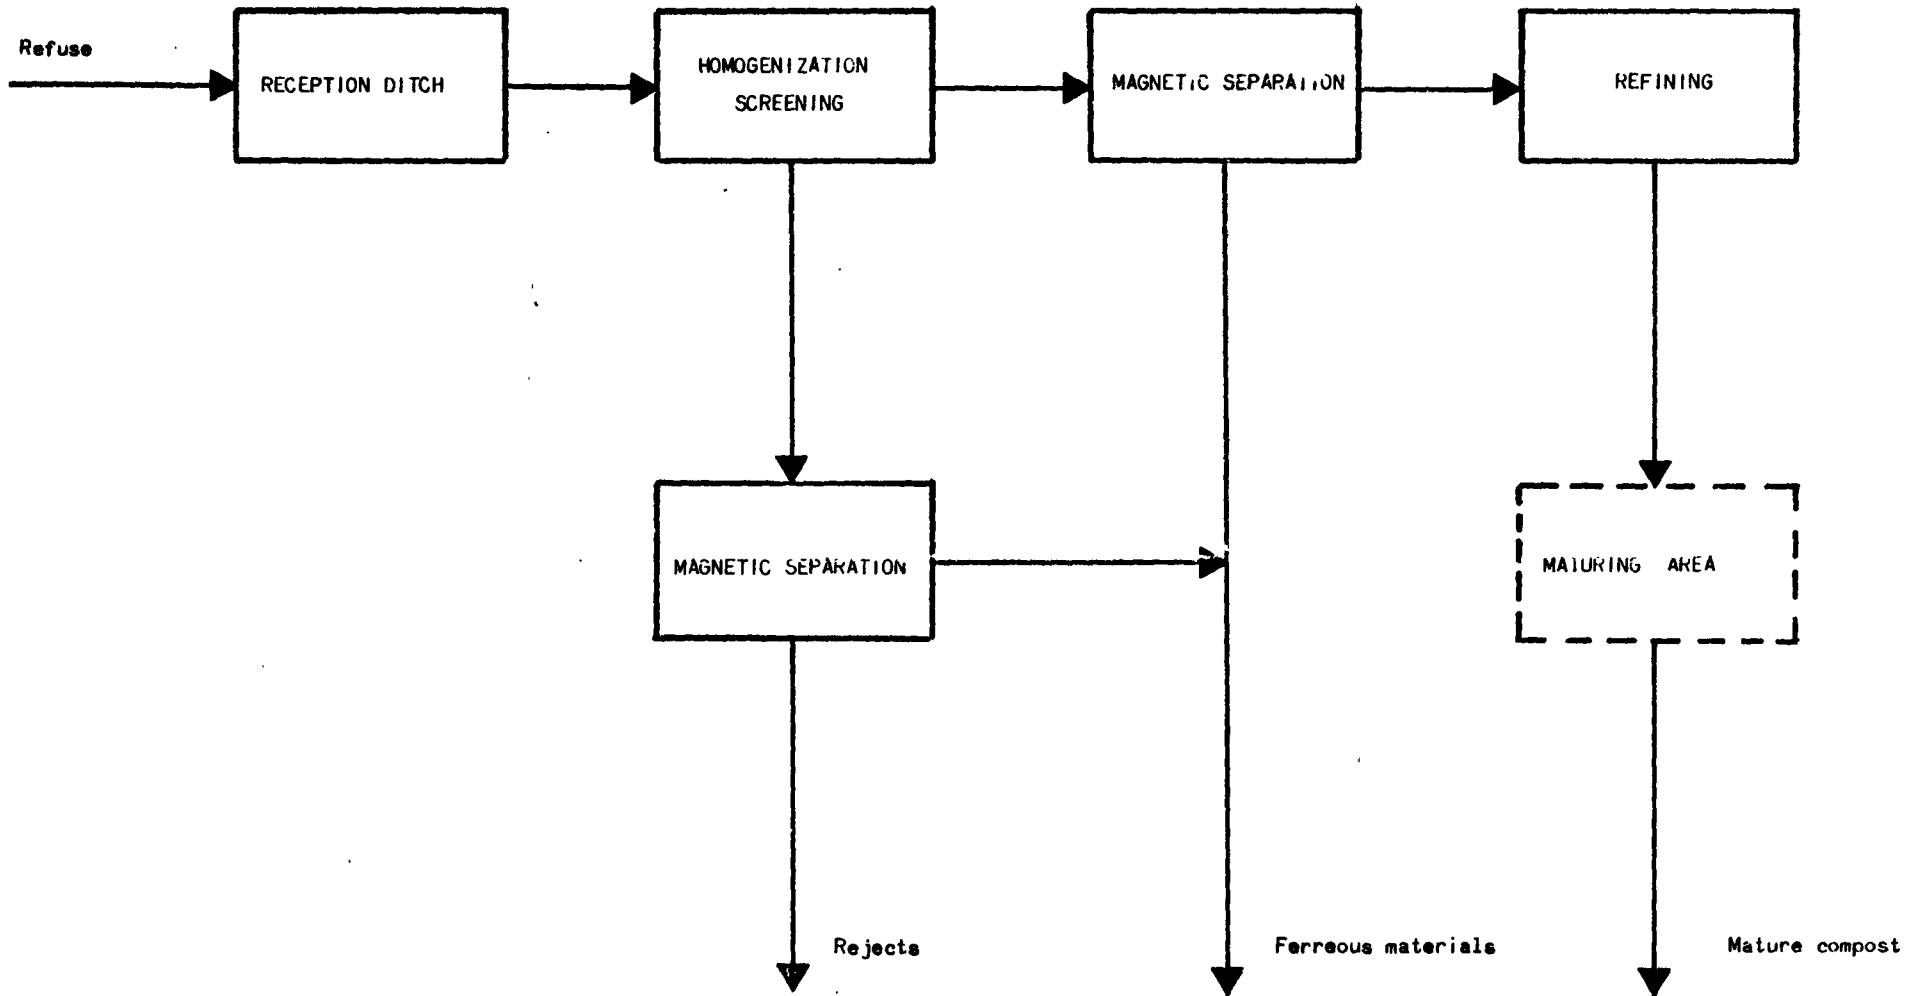 Refuse
RECEPTION DITCH
HOMOGENIZATION
SCREENING
MAGNETIC SEPARATION
REFINING
MAGNETIC SEPARATION
MATURING AREA
Rejects
Ferreous materials
Mature compost